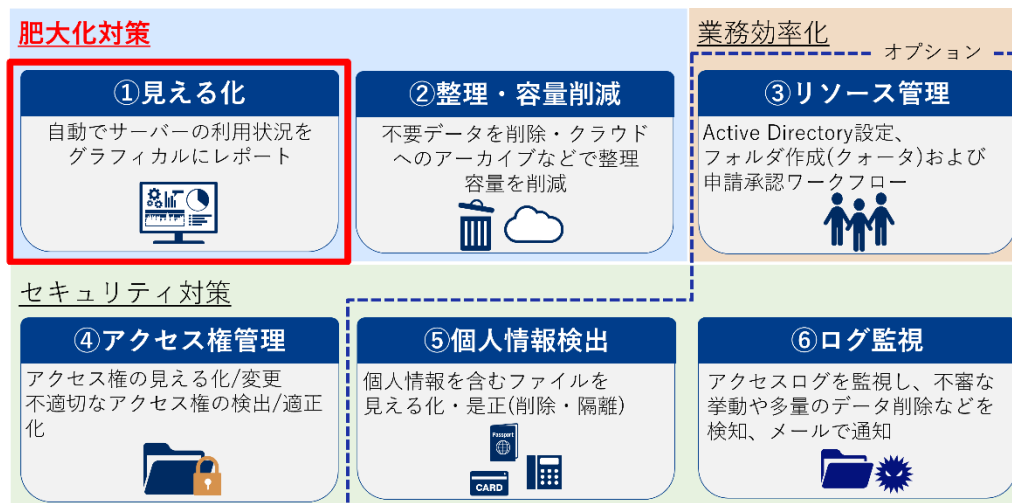 肥大化対策
業務効率化
オプション
①見える化
自動でサーバーの利用状況を
グラフィカルにレポート
②整理・容量削減
不要データを削除・クラウド
へのアーカイブなどで整理
容量を削減
③リソース管理
Active Directory設定、
フォルダ作成(クォータ)および
申請承認ワークフロー
セキュリティ対策
④アクセス権管理
アクセス権の見える化/変更
不適切なアクセス権の検出/適正
化
⑤個人情報検出
個人情報を含むファイルを
見える化・是正(削除・隔離)
Passport
CARD
⑥ログ監視
アクセスログを監視し、不審な
挙動や多量のデータ削除などを
検知、メールで通知